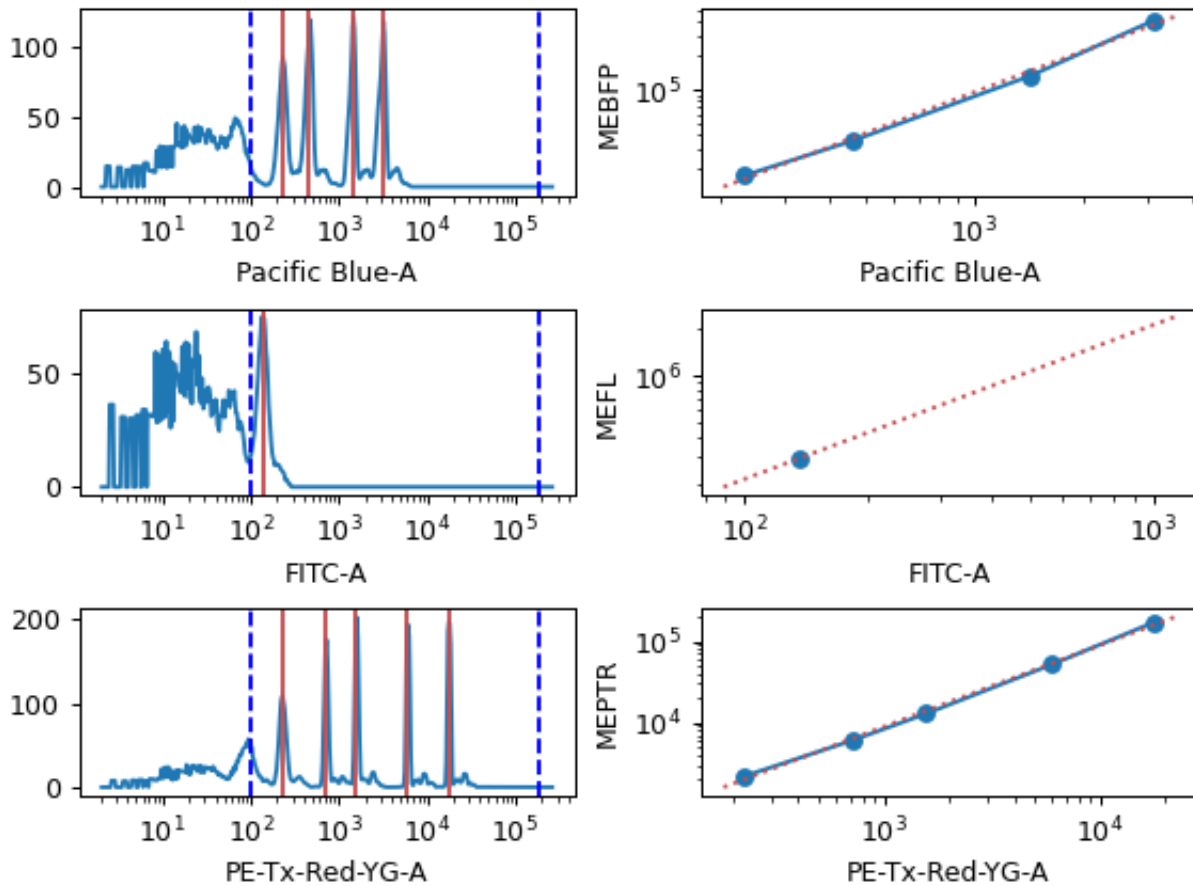 100
50
0
10^1 10^2 10^3 10^4 10^5
Pacific Blue-A
MEBFP
10^5
10^3
Pacific Blue-A
50
0
10^1 10^2 10^3 10^4 10^5
FITC-A
MEFL
10^6
10^2 10^3
FITC-A
200
100
0
10^1 10^2 10^3 10^4 10^5
PE-Tx-Red-YG-A
MEPTR
10^5
10^4
10^3 10^4
PE-Tx-Red-YG-A